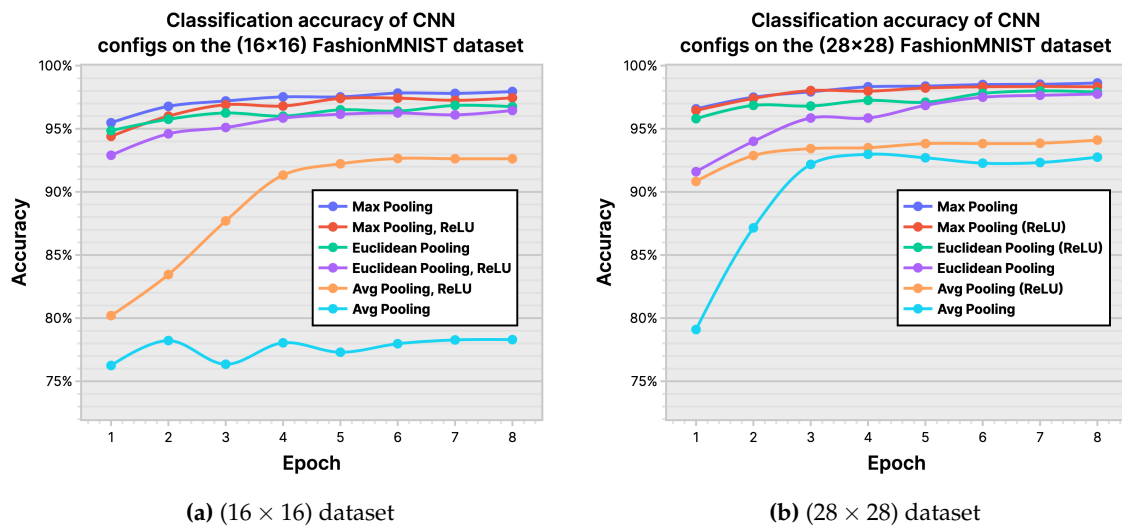 Classification accuracy of CNN
configs on the (16×16) FashionMNIST dataset
100%
95%
90%
85%
80%
75%
Accuracy
Max Pooling
Max Pooling, ReLU
Euclidean Pooling
Euclidean Pooling, ReLU
Avg Pooling, ReLU
Avg Pooling
1 2 3 4 5 6 7 8
Epoch
(a) (16 × 16) dataset
Classification accuracy of CNN
configs on the (28×28) FashionMNIST dataset
100%
95%
90%
85%
80%
75%
Accuracy
Max Pooling
Max Pooling (ReLU)
Euclidean Pooling (ReLU)
Euclidean Pooling
Avg Pooling (ReLU)
Avg Pooling
1 2 3 4 5 6 7 8
Epoch
(b) (28 × 28) dataset